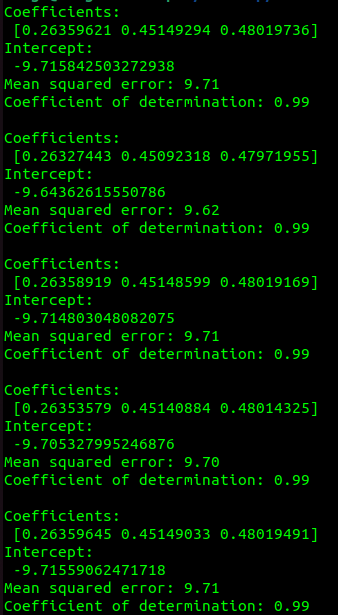 Coefficients:
[0.26359621 0.45149294 0.48019736]
Intercept:
-9.715842503272938
Mean squared error: 9.71
Coefficient of determination: 0.99
Coefficients:
[0.26327443 0.45092318 0.47971955]
Intercept:
-9.64362615550786
Mean squared error: 9.62
Coefficient of determination: 0.99
Coefficients:
[0.26358919 0.45148599 0.48019169]
Intercept:
-9.714803048082075
Mean squared error: 9.71
Coefficient of determination: 0.99
Coefficients:
[0.26353579 0.45140884 0.48014325]
Intercept:
-9.705327995246876
Mean squared error: 9.70
Coefficient of determination: 0.99
Coefficients:
[0.26359645 0.45149033 0.48019491]
Intercept:
-9.71559062471718
Mean squared error: 9.71
Coefficient of determination: 0.99